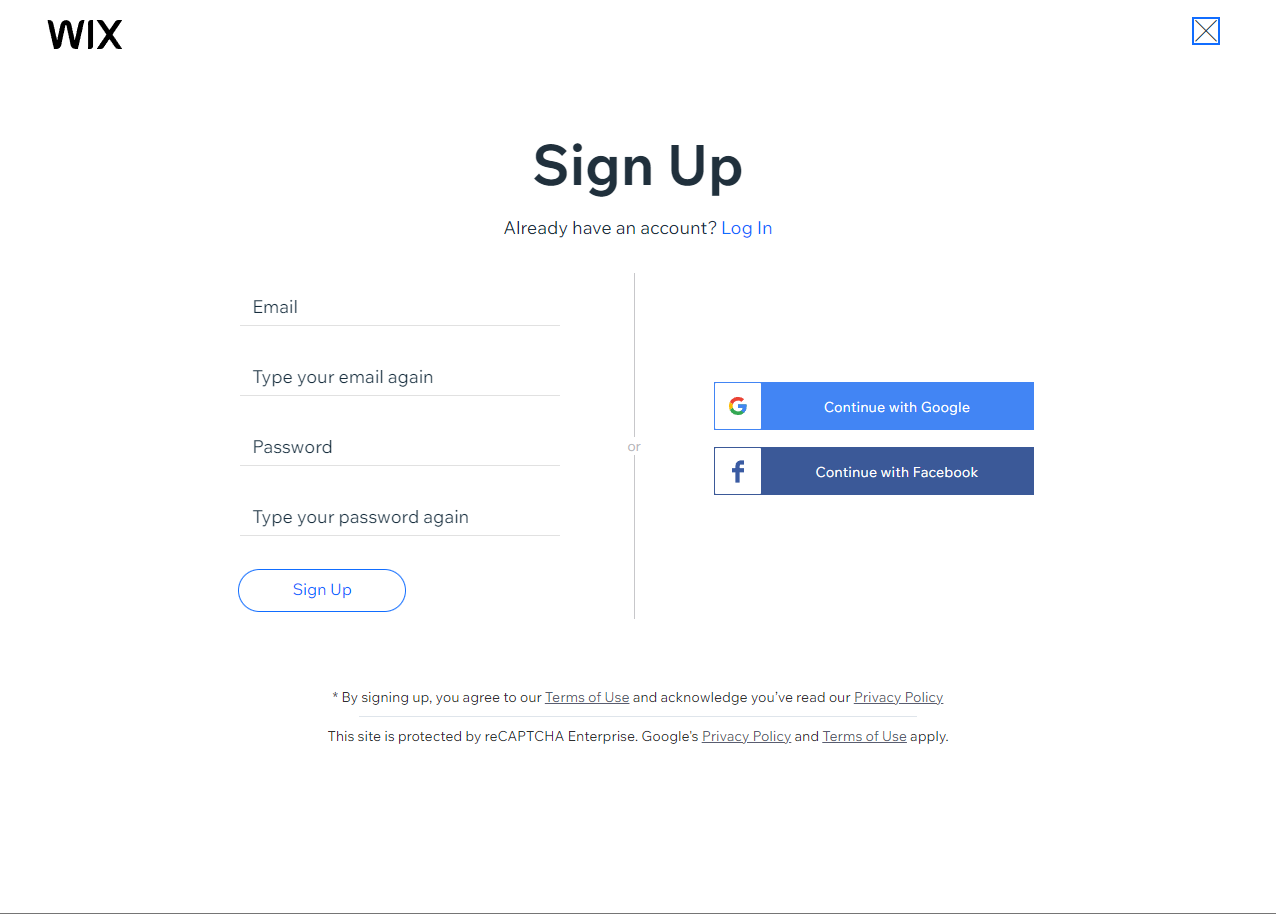 WIX
Sign Up
Already have an account? Log In
Email
Type your email again
Password
Type your password again
Sign Up
or
Continue with Google
Continue with Facebook
* By signing up, you agree to our Terms of Use and acknowledge you've read our Privacy Policy
This site is protected by reCAPTCHA Enterprise. Google's Privacy Policy and Terms of Use apply.